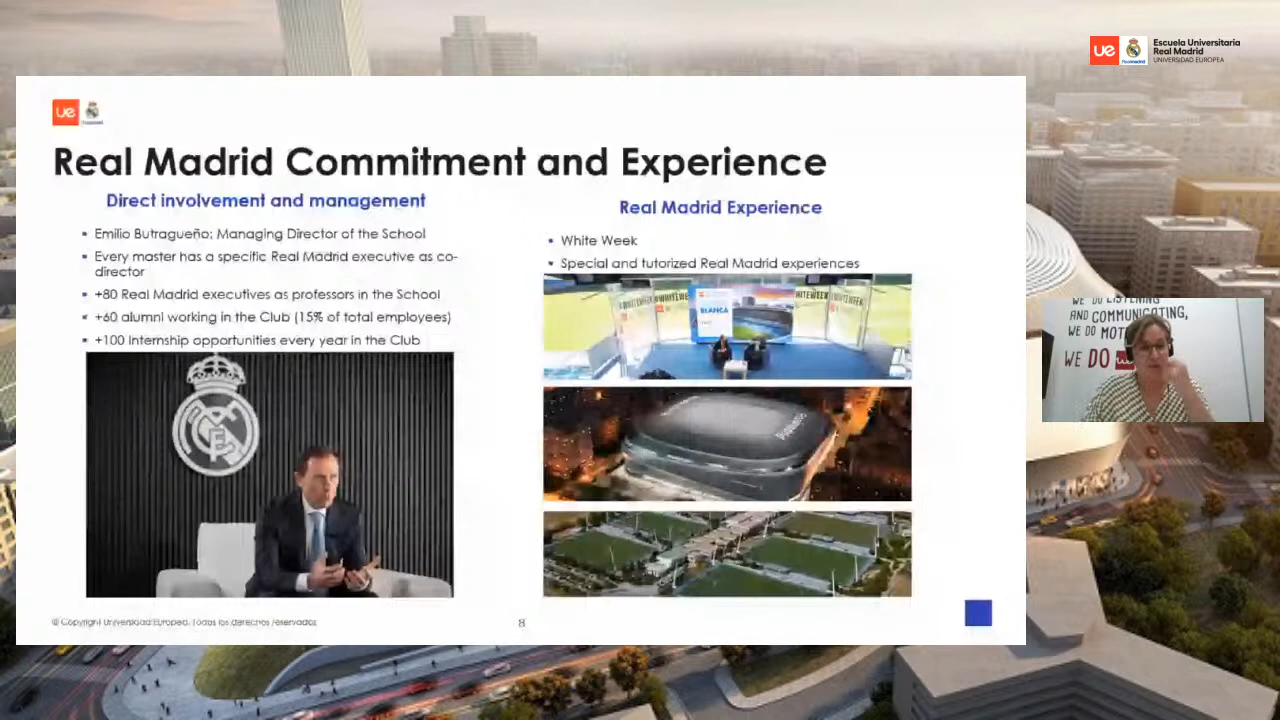 ue
Escuela Universitaria
Real Madrid
UNIVERSIDAD EUROPEA
ue
Real Madrid Commitment and Experience
Direct involvement and management
▪ Emilio Butragueño: Managing Director of the School
▪ Every master has a specific Real Madrid executive as co-
director
▪ +80 Real Madrid executives as professors in the School
▪ +60 alumni working in the Club (15% of total employees)
▪ +100 Internship opportunities every year in the Club
Real Madrid Experience
▪ White Week
▪ Special and tutorized Real Madrid experiences
#WHITEWEEK
BLANCA
WE DO LISTENING
AND COMMUNICATING,
WE DO
WE DO
© Copyright Universidad Europea. Todos los derechos reservados
8